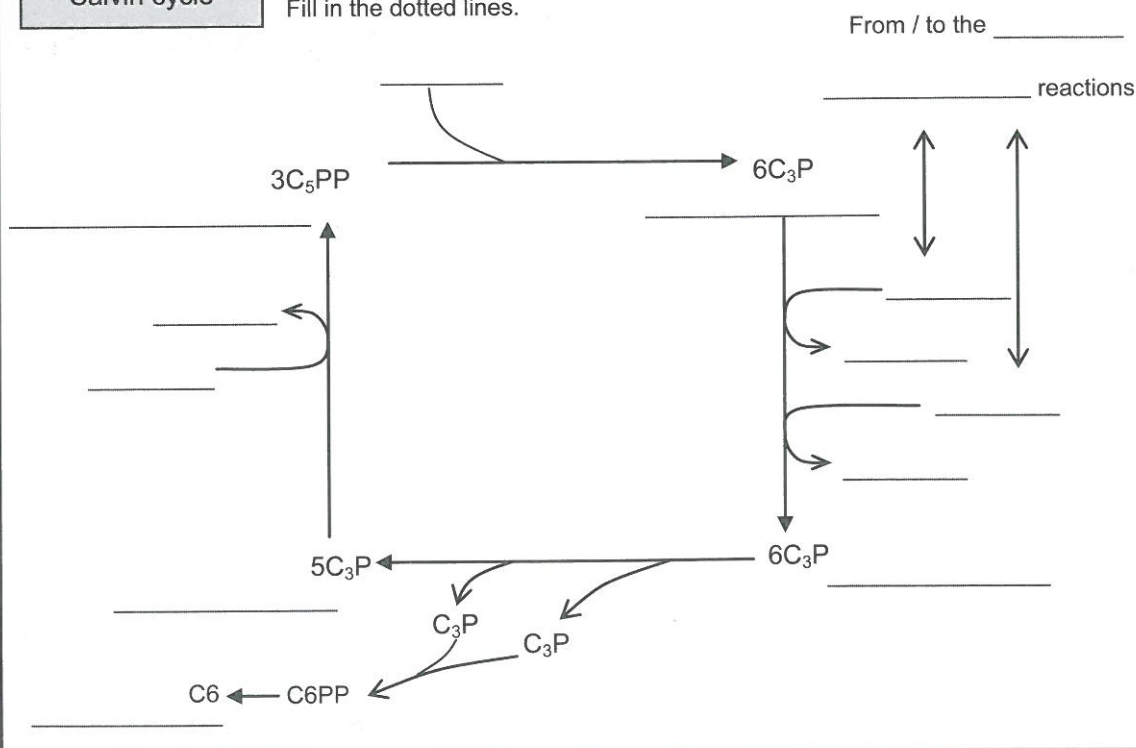 Calvin cycle
Fill in the dotted lines.
From / to the
reactions
3C₅PP
6C₃P
5C₃P
6C₃P
C₃P
C₃P
C6
C6PP